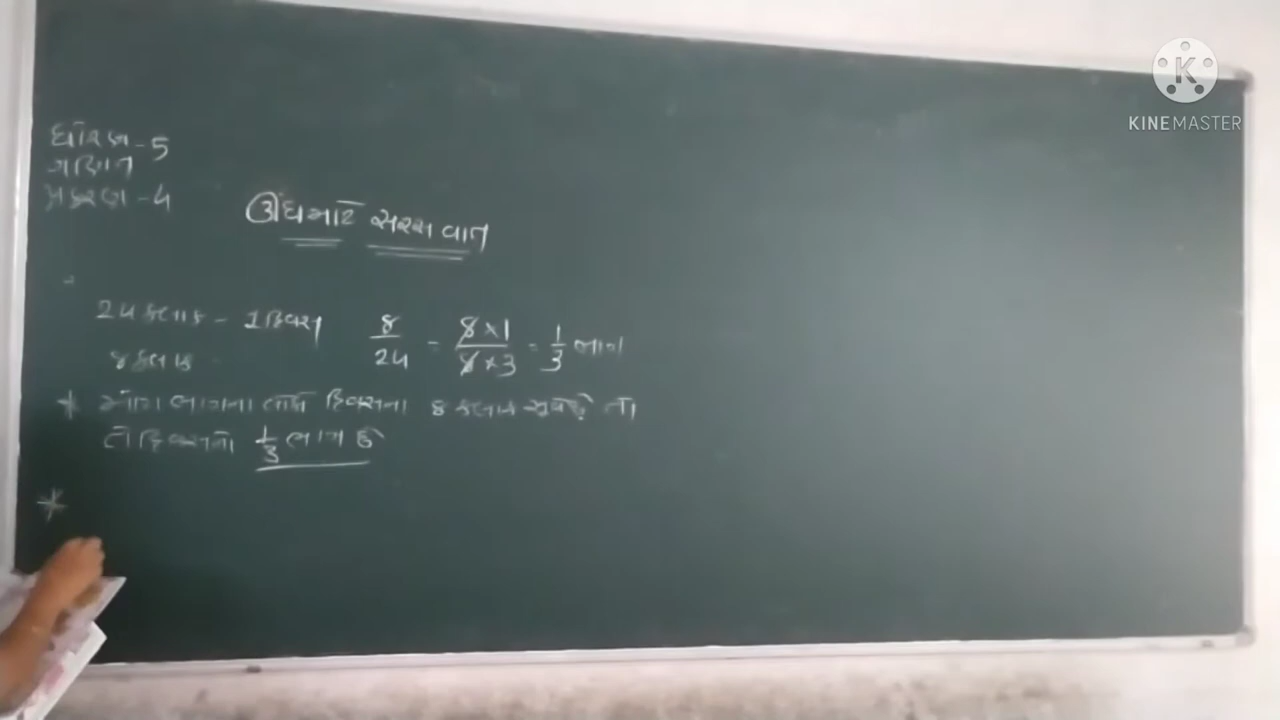 ધોરણ-5
ગણિત
પ્રકરણ-4
ઊંઘ માટે સરસ વાત
24 કલાક - 1 દિવસ
8 કલાક
8/24 = 8×1/8×3 = 1/3 ભાગ
* ભાગના દિવસના 8 કલાક તો
તે દિવસનો 1/3 ભાગ છે
*
KINEMASTER